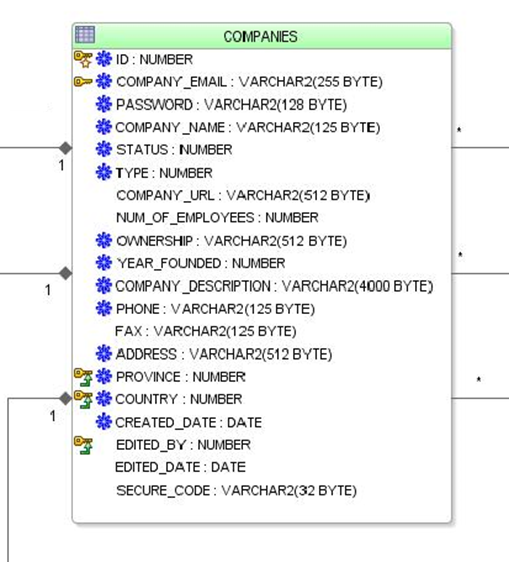 COMPANIES
ID : NUMBER
COMPANY_EMAIL : VARCHAR2(255 BYTE)
PASSWORD : VARCHAR2(128 BYTE)
COMPANY_NAME : VARCHAR2(125 BYTE)
*
STATUS : NUMBER
1
TYPE : NUMBER
COMPANY_URL : VARCHAR2(512 BYTE)
NUM_OF_EMPLOYEES : NUMBER
OWNERSHIP : VARCHAR2(512 BYTE)
*
YEAR_FOUNDED : NUMBER
1
COMPANY_DESCRIPTION : VARCHAR2(4000 BYTE)
PHONE : VARCHAR2(125 BYTE)
FAX : VARCHAR2(125 BYTE)
ADDRESS : VARCHAR2(512 BYTE)
PROVINCE : NUMBER
*
COUNTRY : NUMBER
1
CREATED_DATE : DATE
EDITED_BY : NUMBER
EDITED_DATE : DATE
SECURE_CODE : VARCHAR2(32 BYTE)